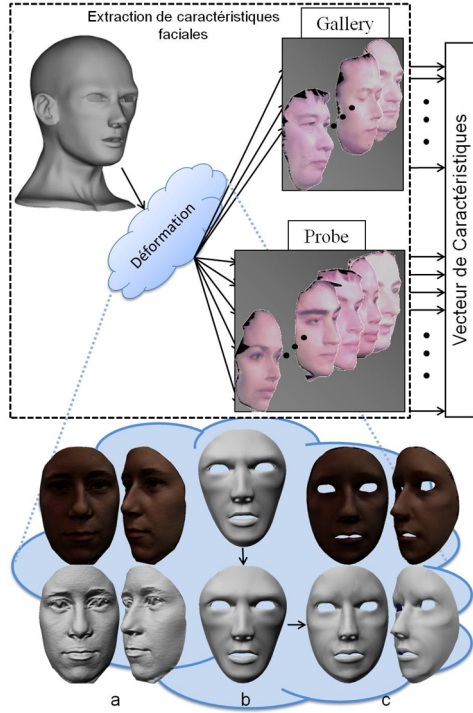 Extraction de caractéristiques
faciales
Gallery
Déformation
Probe
Vecteur de Caractéristiques
a
b
c